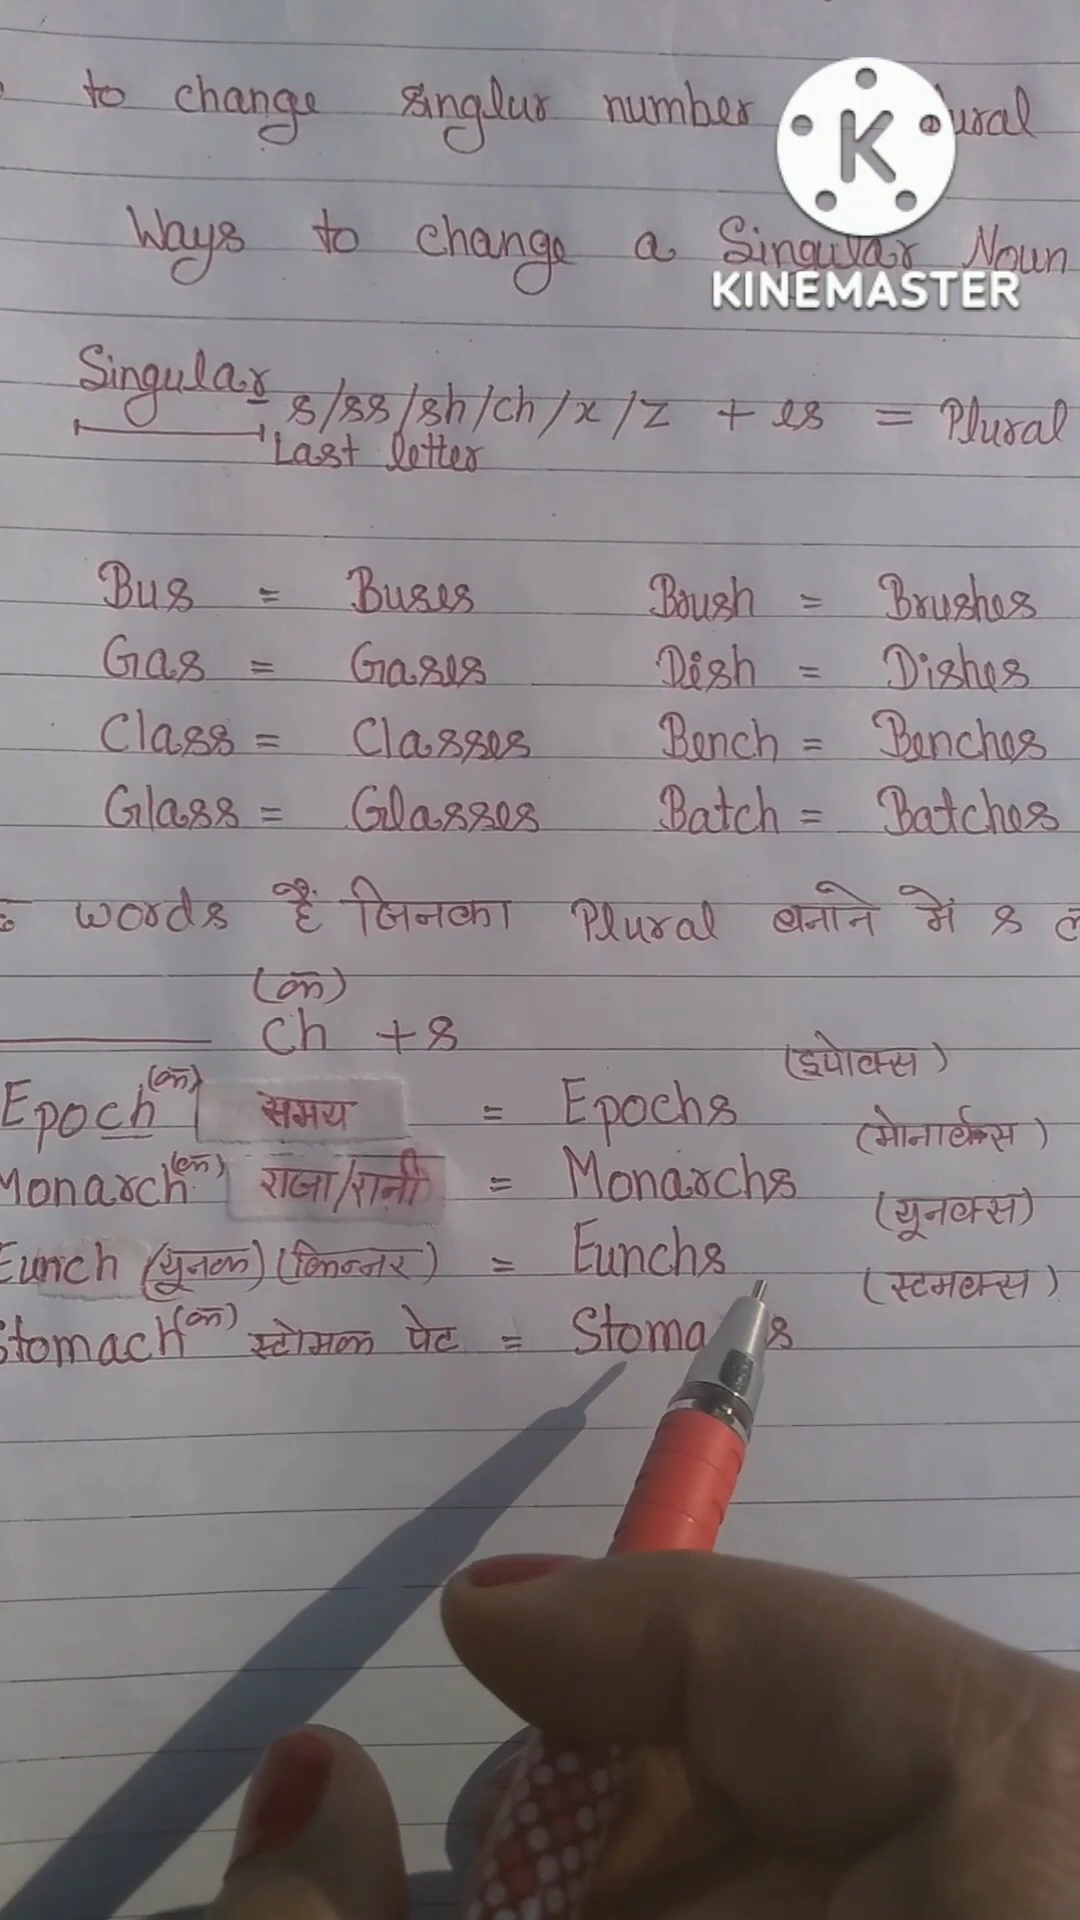 to change singlur number
Ways to change a Singular Noun
KINEMASTER
Singular s/ss/sh/ch/x/z + es = Plural
Last letter
Bus = Buses Brush = Brushes
Gas = Gases Dish = Dishes
Class = Classes Bench = Benches
Glass = Glasses Batch = Batches
words हैं जिनका Plural बनाने में s
(क)
ch + s
(इपोक्स)
Epoch (क) समय = Epochs
(मोनार्क्स)
Monarch (क) राजा/रानी = Monarchs
(यूनक्स)
Eunch (यूनक) (किन्नर) = Eunchs
(स्टमक्स)
Stomach (क) स्टोमक पेट =